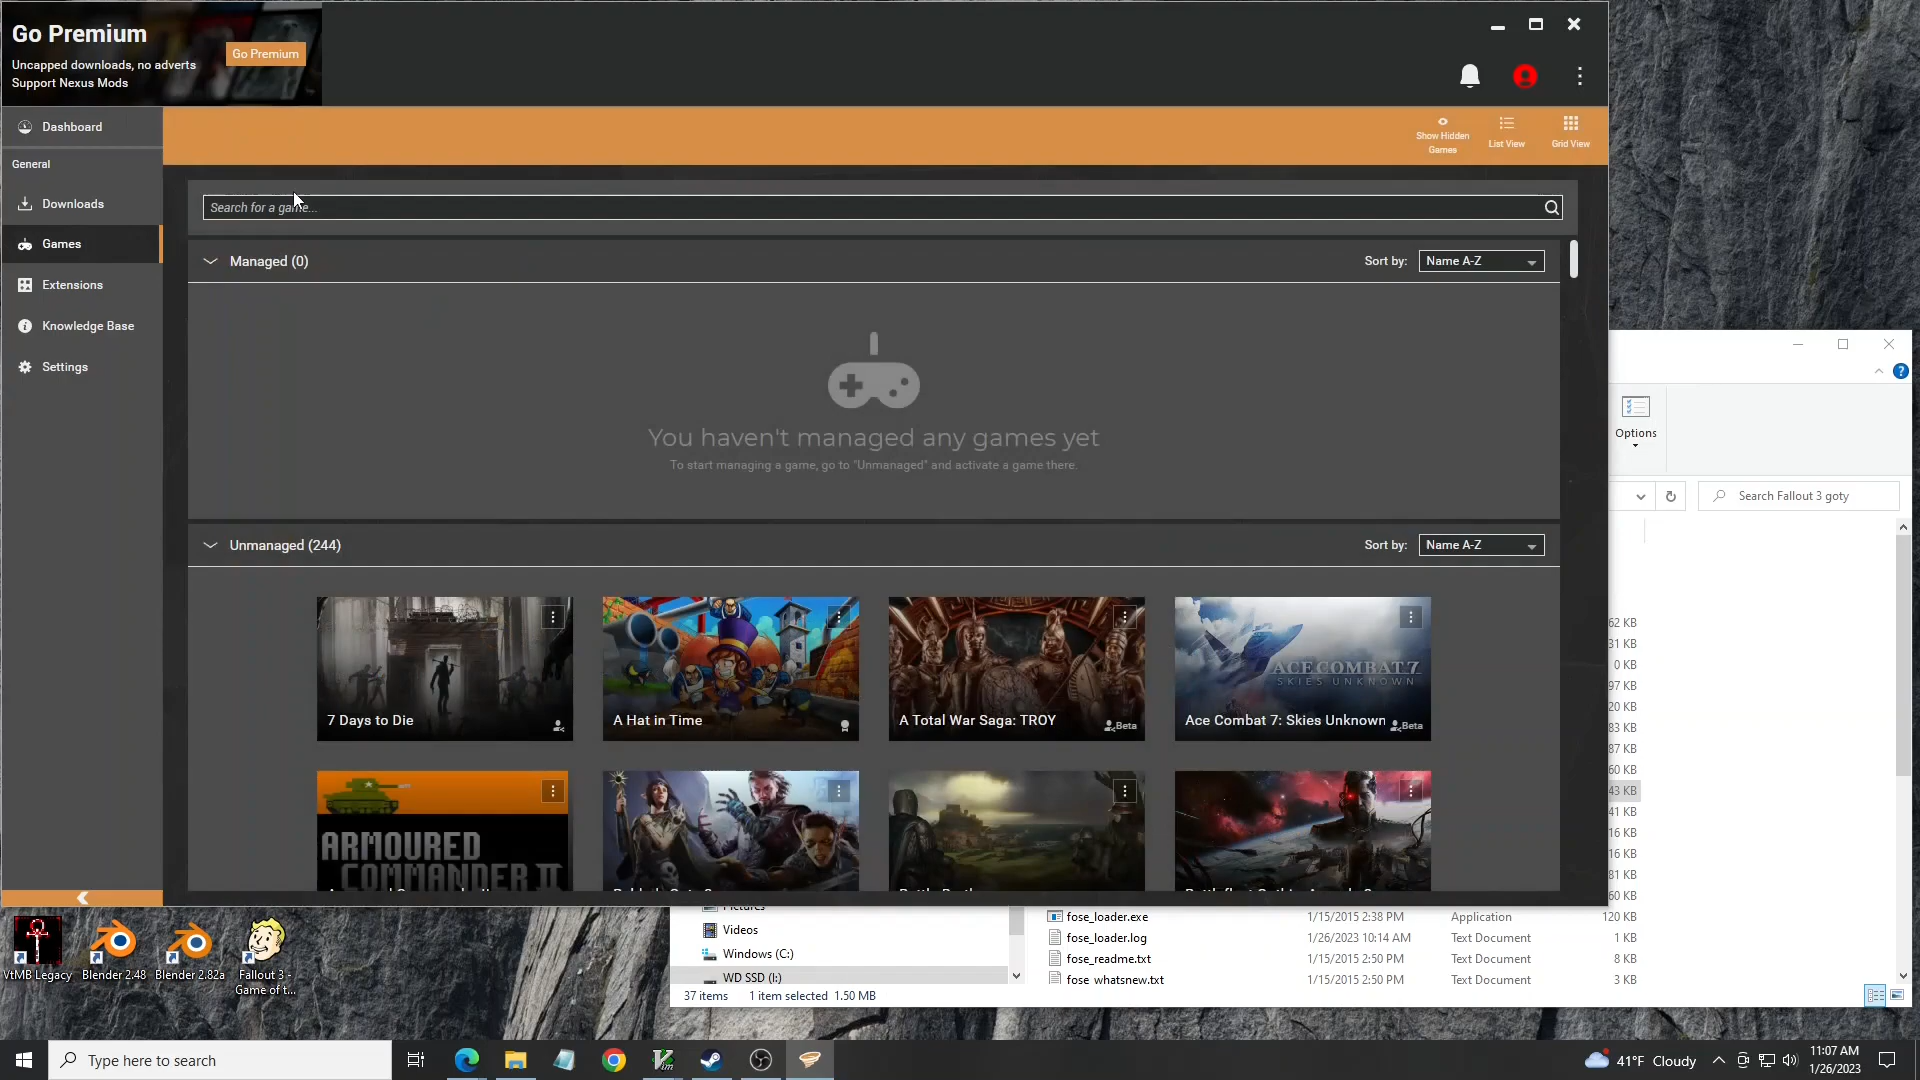 Go Premium
Go Premium
Uncapped downloads, no adverts
Support Nexus Mods
Dashboard
General
Downloads
Games
Extensions
Knowledge Base
Settings
Show Hidden
Games
List View
Grid View
Search for a game...
Managed (0)
Sort by:
Name A-Z
You haven't managed any games yet
To start managing a game, go to "Unmanaged" and activate a game there.
Unmanaged (244)
Sort by:
Name A-Z
7 Days to Die
A Hat in Time
A Total War Saga: TROY
Beta
ACE COMBAT 7
SKIES UNKNOWN
Ace Combat 7: Skies Unknown
Beta
ARMOURED
COMMANDER II
Options
Search Fallout 3 goty
62 KB
31 KB
0 KB
97 KB
20 KB
83 KB
87 KB
60 KB
43 KB
41 KB
16 KB
16 KB
81 KB
60 KB
Pictures
Videos
Windows (C:)
WD SSD (I:)
fose_loader.exe 1/15/2015 2:38 PM Application 120 KB
fose_loader.log 1/26/2023 10:14 AM Text Document 1 KB
fose_readme.txt 1/15/2015 2:50 PM Text Document 8 KB
fose_whatsnew.txt 1/15/2015 2:50 PM Text Document 3 KB
37 items 1 item selected 1.50 MB
VtMB Legacy
Blender 2.48
Blender 2.82a
Fallout 3 -
Game of t...
Type here to search
41°F Cloudy
11:07 AM
1/26/2023